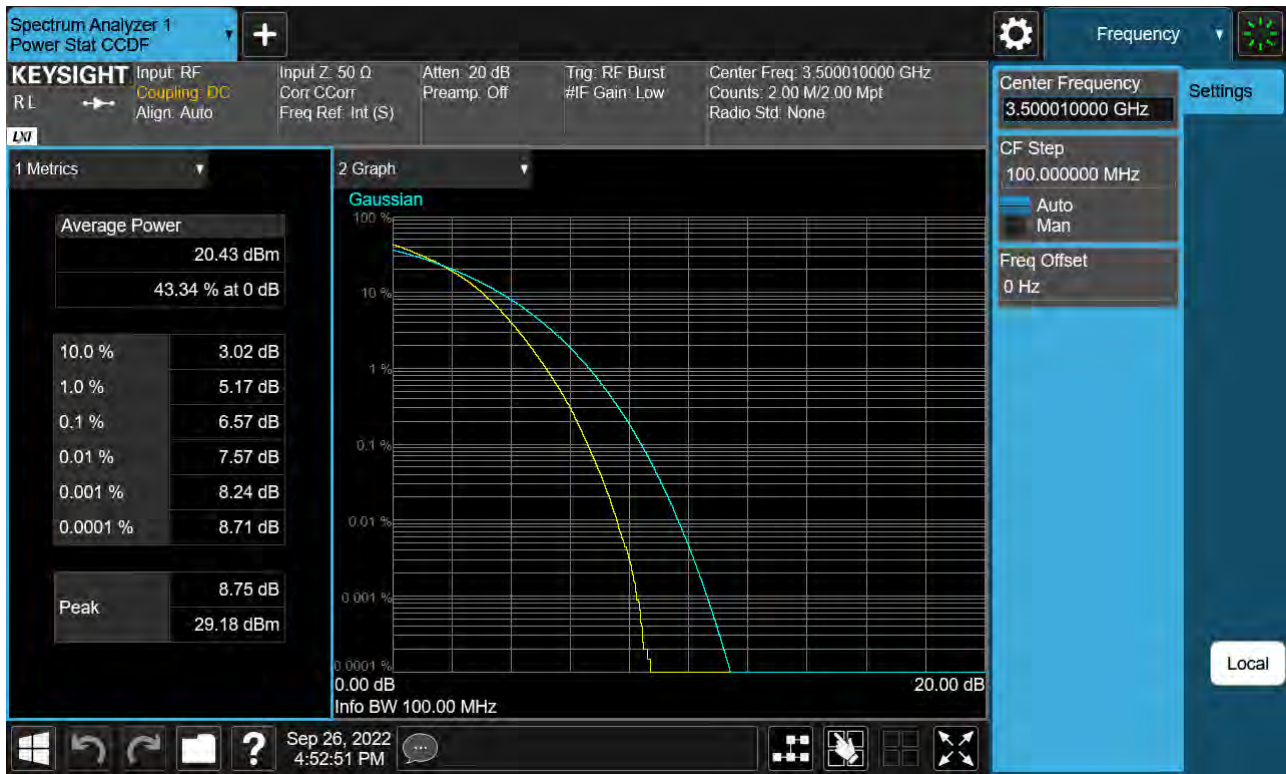 Spectrum Analyzer 1
Power Stat CCDF
+
Frequency
KEYSIGHT
RL
LXI
Input: RF
Coupling: DC
Align: Auto
Input Z: 50 Ω
Corr CCorr
Freq Ref: Int (S)
Atten: 20 dB
Preamp: Off
Trig: RF Burst
#IF Gain: Low
Center Freq: 3.500010000 GHz
Counts: 2.00 M/2.00 Mpt
Radio Std: None
Center Frequency
3.500010000 GHz
Settings
CF Step
100.000000 MHz
Auto
Man
Freq Offset
0 Hz
1 Metrics
Average Power
20.43 dBm
43.34 % at 0 dB
10.0 % 3.02 dB
1.0 % 5.17 dB
0.1 % 6.57 dB
0.01 % 7.57 dB
0.001 % 8.24 dB
0.0001 % 8.71 dB
Peak
8.75 dB
29.18 dBm
2 Graph
Gaussian
100 %
10 %
1 %
0.1 %
0.01 %
0.001 %
0.0001 %
0.00 dB 20.00 dB
Info BW 100.00 MHz
Local
?
Sep 26, 2022
4:52:51 PM